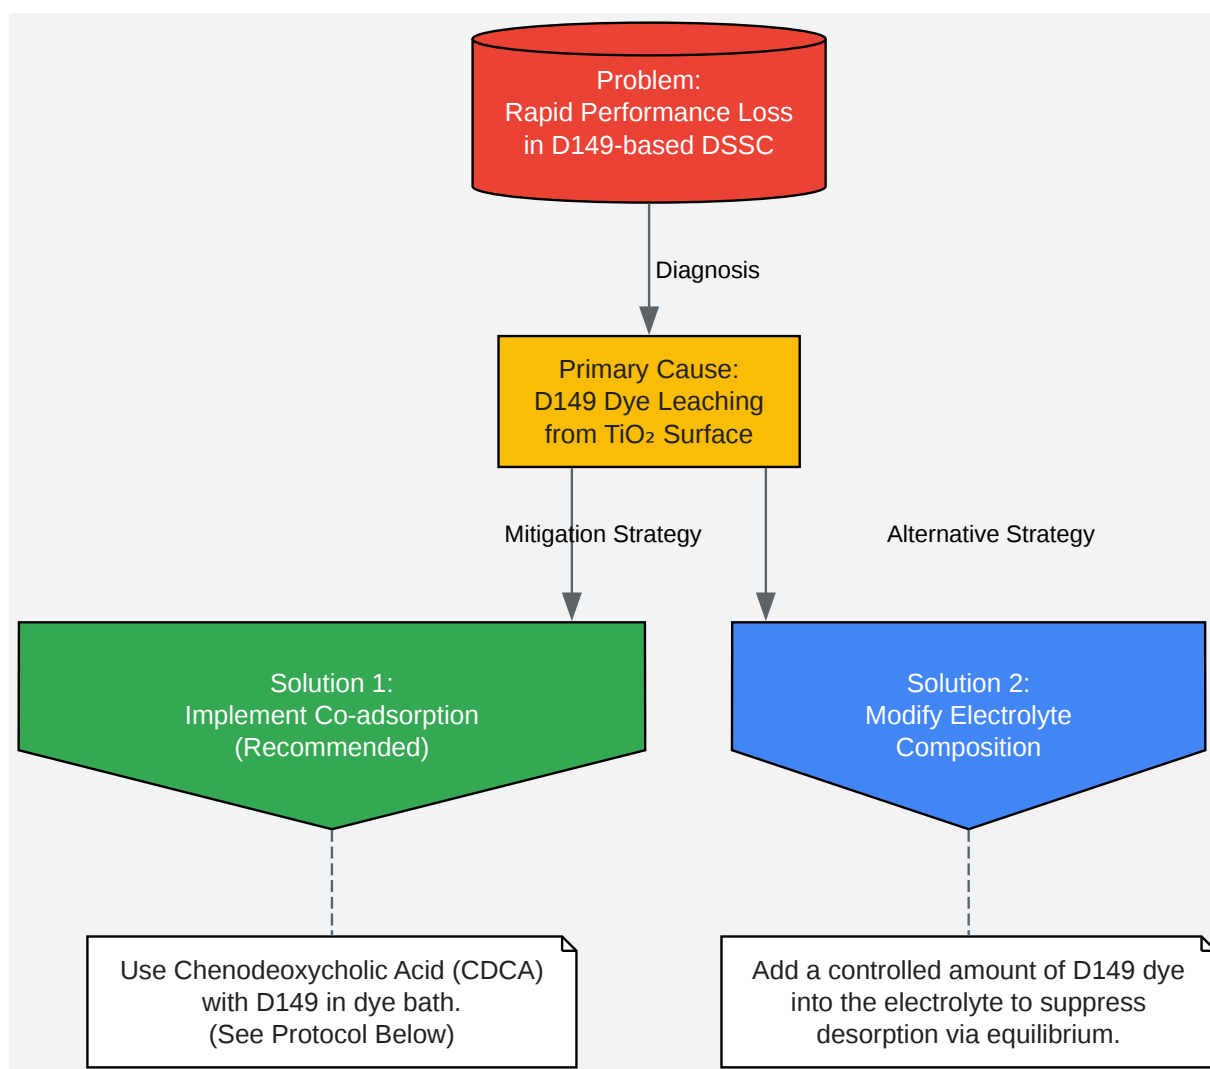 Problem:
Rapid Performance Loss
in D149-based DSSC
Diagnosis
Primary Cause:
D149 Dye Leaching
from TiO₂ Surface
Mitigation Strategy
Alternative Strategy
Solution 1:
Implement Co-adsorption
(Recommended)
Solution 2:
Modify Electrolyte
Composition
Use Chenodeoxycholic Acid (CDCA)
with D149 in dye bath.
(See Protocol Below)
Add a controlled amount of D149 dye
into the electrolyte to suppress
desorption via equilibrium.